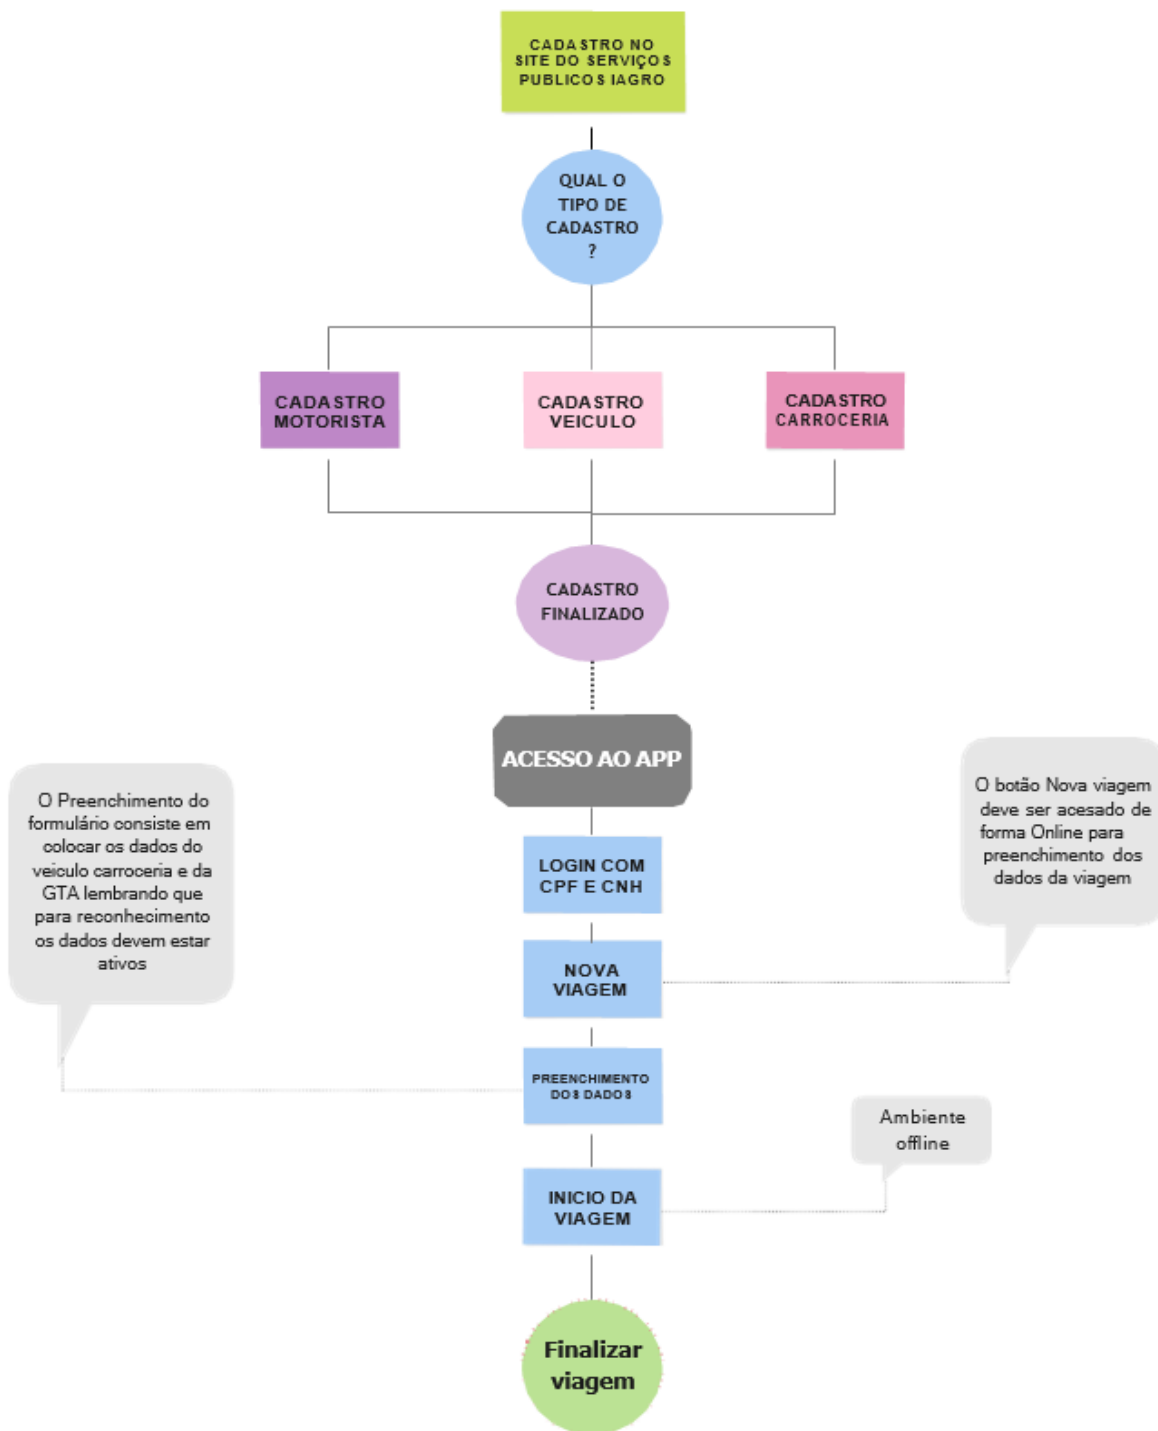 CADASTRO NO
SITE DO SERVIÇOS
PUBLICOS IAGRO
QUAL O
TIPO DE
CADASTRO
?
CADASTRO
MOTORISTA
CADASTRO
VEICULO
CADASTRO
CARROCERIA
CADASTRO
FINALIZADO
ACESSO AO APP
O Preenchimento do
formulário consiste em
colocar os dados do
veiculo carroceria e da
GTA lembrando que
para reconhecimento
os dados devem estar
ativos
O botão Nova viagem
deve ser acesado de
forma Online para
preenchimento dos
dados da viagem
LOGIN COM
CPF E CNH
NOVA
VIAGEM
PREENCHIMENTO
DOS DADOS
Ambiente
offline
INICIO DA
VIAGEM
Finalizar
viagem